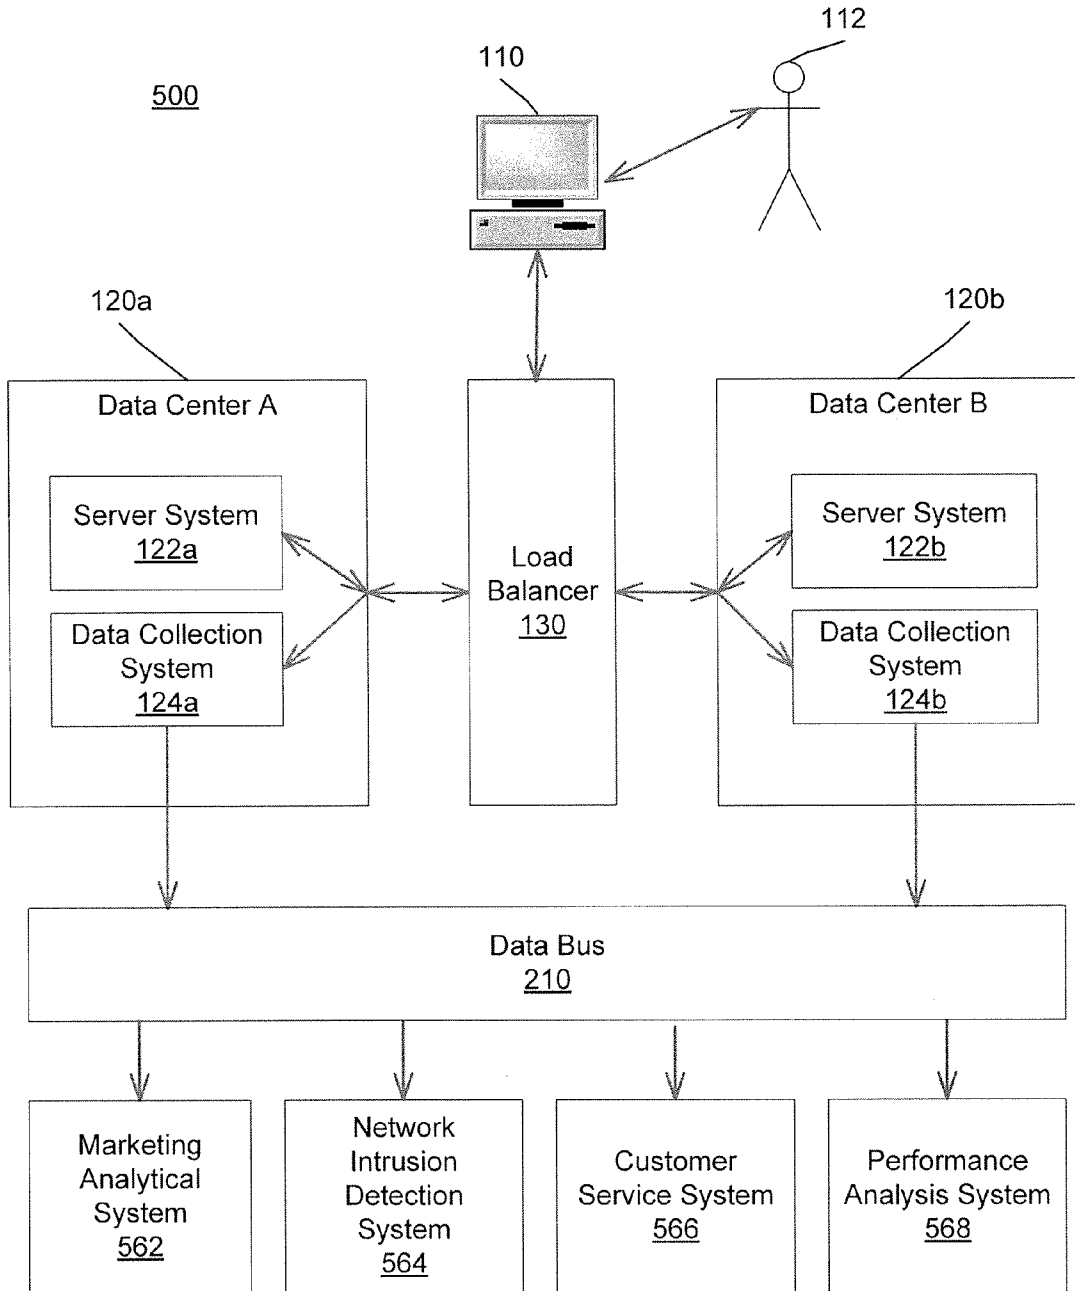 112
110
500
120a
120b
Data Center A
Data Center B
Server System
122a
Server System
122b
Load
Balancer
130
Data Collection
System
124a
Data Collection
System
124b
Data Bus
210
Marketing
Analytical
System
562
Network
Intrusion
Detection
System
564
Customer
Service System
566
Performance
Analysis System
568